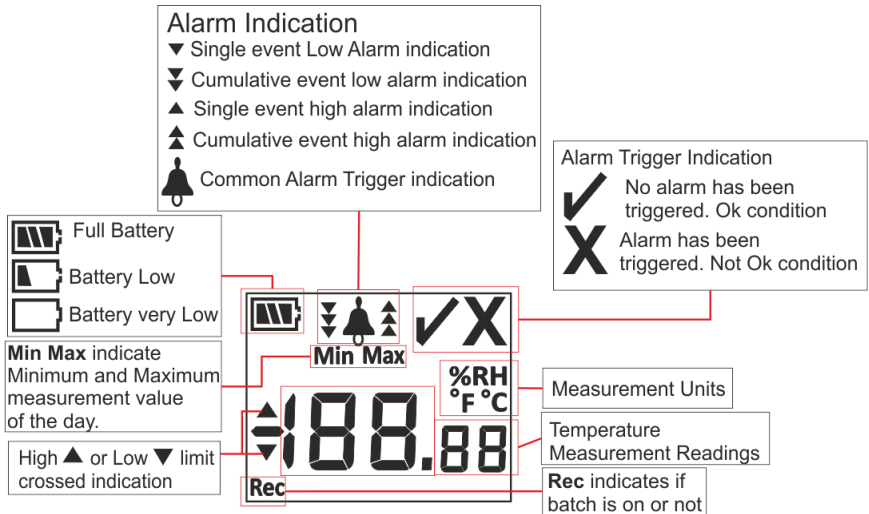 Alarm Indication
Single event Low Alarm indication
Cumulative event low alarm indication
Single event high alarm indication
Cumulative event high alarm indication
Common Alarm Trigger indication
Alarm Trigger Indication
No alarm has been
triggered. Ok condition
X Alarm has been
triggered. Not Ok condition
Full Battery
Battery Low
Battery very Low
Min Max indicate
Minimum and Maximum
measurement value
of the day.
High ▲ or Low ▼ limit
crossed indication
X
Min Max
%RH
°F °C
188.88
Rec
Measurement Units
Temperature
Measurement Readings
Rec indicates if
batch is on or not